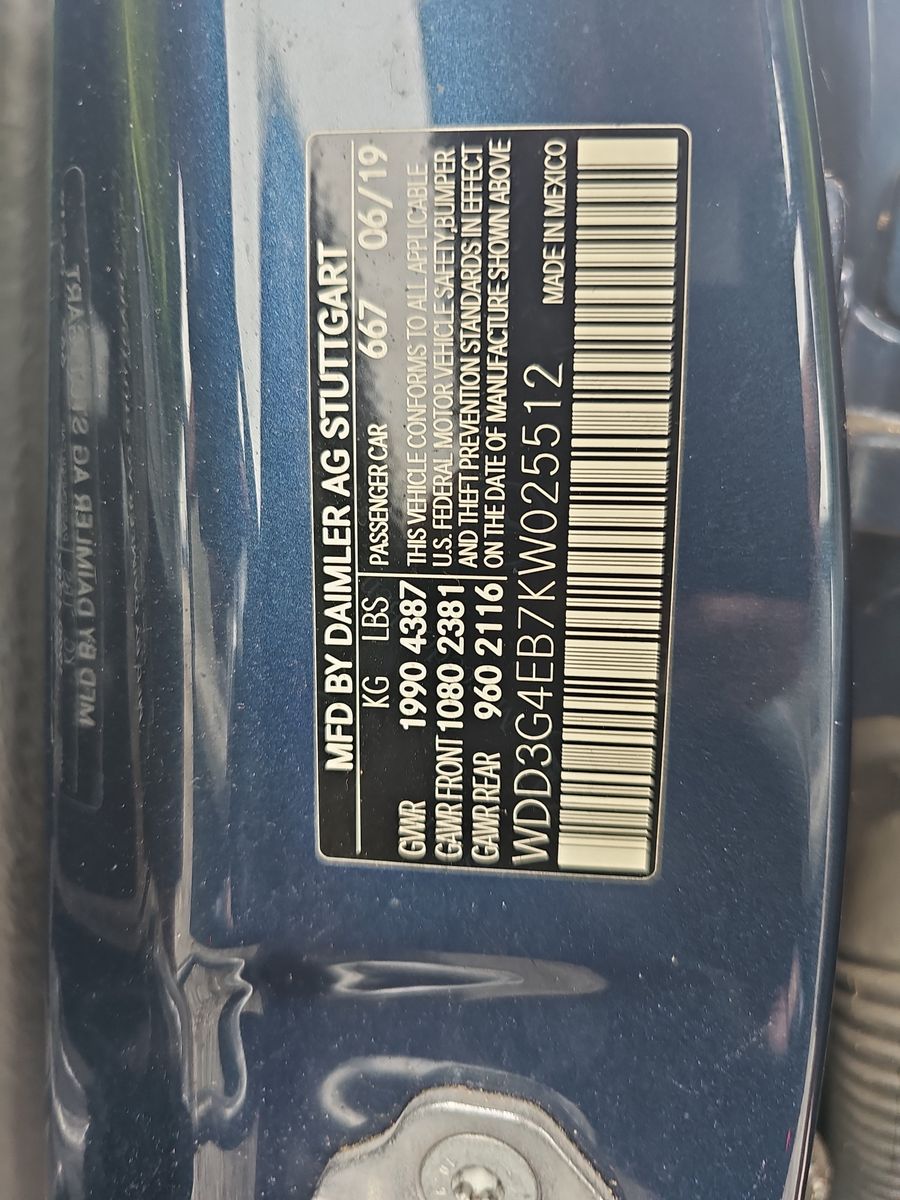 MFD BY DAIMLER AG STUTTGART
KG LBS PASSENGER CAR 667 06/19
GVWR 1990 4387
GAWR FRONT 1080 2381
GAWR REAR 960 2116
THIS VEHICLE CONFORMS TO ALL APPLICABLE
U.S. FEDERAL MOTOR VEHICLE SAFETY,BUMPER
AND THEFT PREVENTION STANDARDS IN EFFECT
ON THE DATE OF MANUFACTURE SHOWN ABOVE
WDD3G4EB7KW025512 MADE IN MEXICO